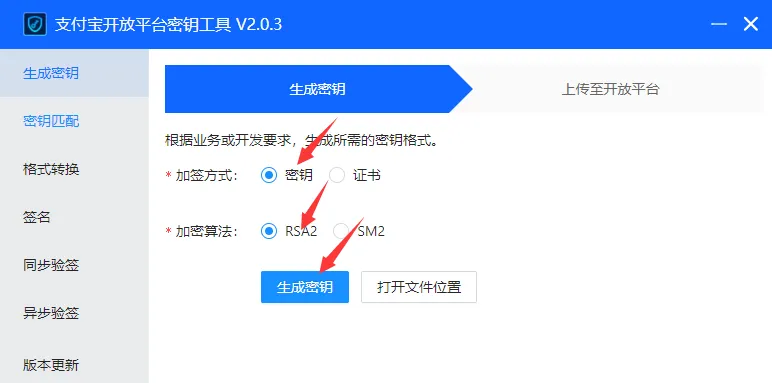 支付宝开放平台密钥工具 V2.0.3
生成密钥
密钥匹配
格式转换
签名
同步验签
异步验签
版本更新
生成密钥
上传至开放平台
根据业务或开发要求，生成所需的密钥格式。
* 加签方式： 密钥 证书
* 加密算法： RSA2 SM2
生成密钥 打开文件位置